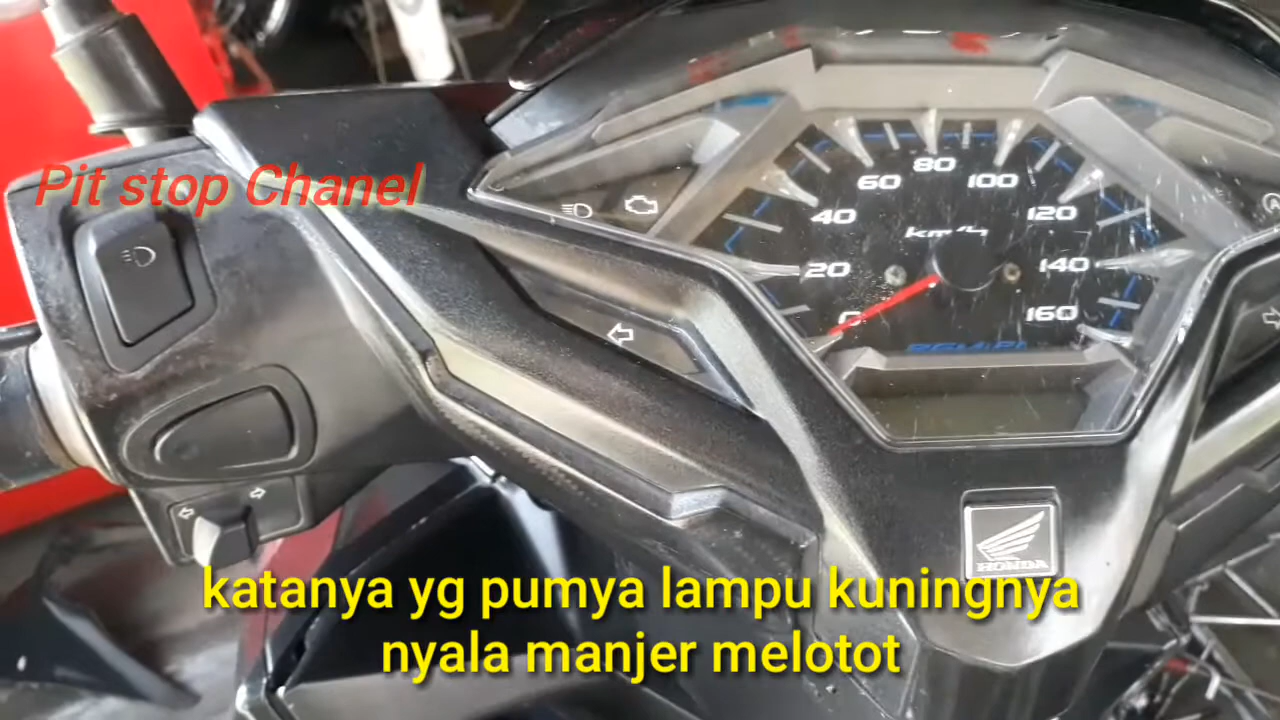 Pit stop Chanel
80
60
100
40
120
km/h
20
140
0
160
HONDA
katanya yg pumya lampu kuningnya
nyala manjer melotot